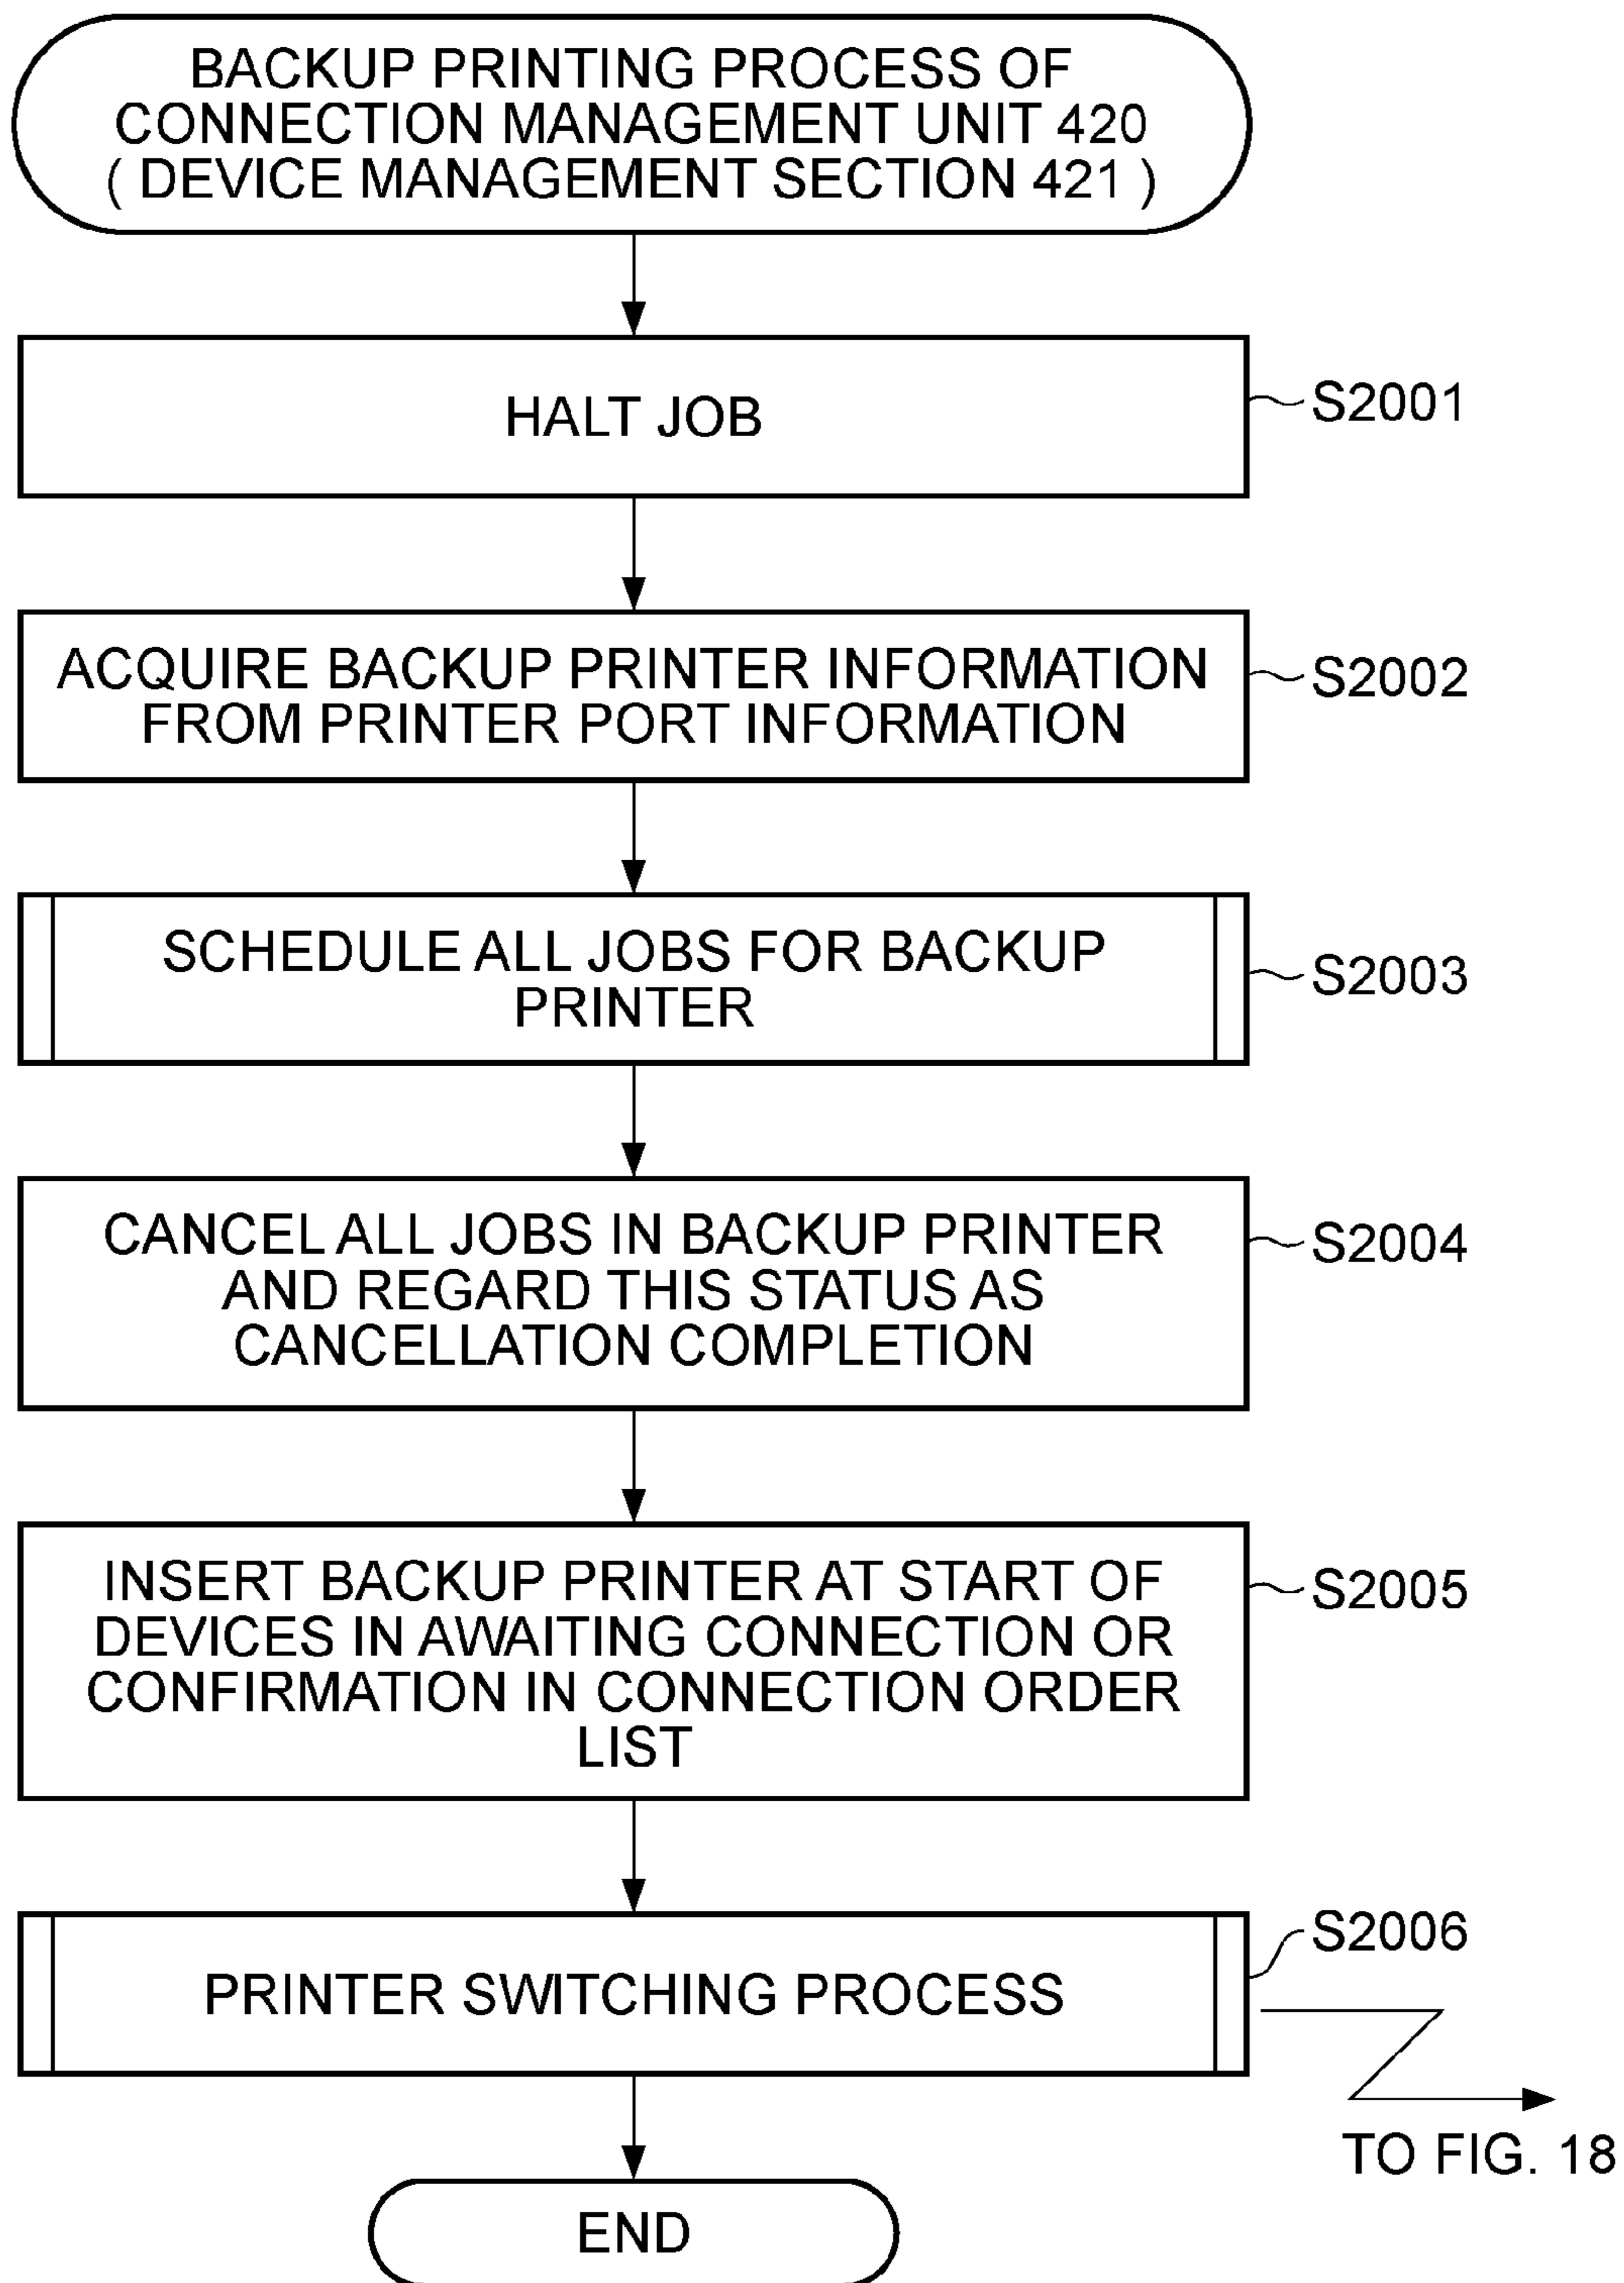 BACKUP PRINTING PROCESS OF
CONNECTION MANAGEMENT UNIT 420
( DEVICE MANAGEMENT SECTION 421 )
HALT JOB
S2001
ACQUIRE BACKUP PRINTER INFORMATION
FROM PRINTER PORT INFORMATION
S2002
SCHEDULE ALL JOBS FOR BACKUP
PRINTER
S2003
CANCEL ALL JOBS IN BACKUP PRINTER
AND REGARD THIS STATUS AS
CANCELLATION COMPLETION
S2004
INSERT BACKUP PRINTER AT START OF
DEVICES IN AWAITING CONNECTION OR
CONFIRMATION IN CONNECTION ORDER
LIST
S2005
PRINTER SWITCHING PROCESS
S2006
TO FIG. 18
END